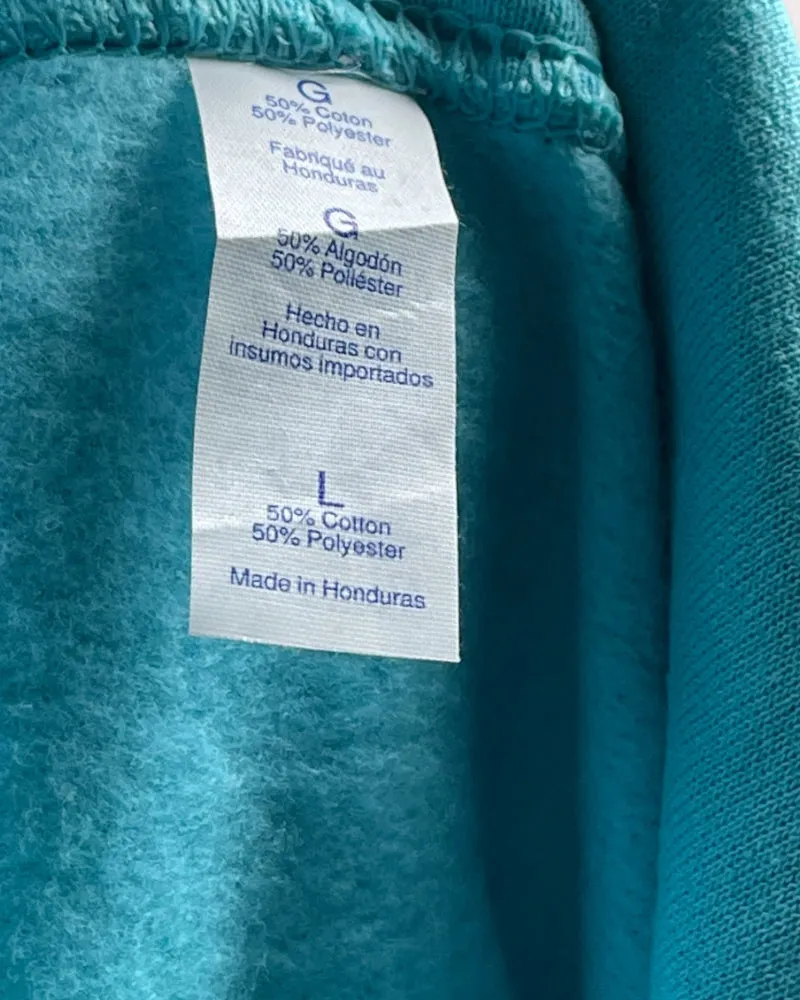 G
50% Coton
50% Polyester
Fabriqué au
Honduras
G
50% Algodón
50% Poliéster
Hecho en
Honduras con
insumos importados
L
50% Cotton
50% Polyester
Made in Honduras